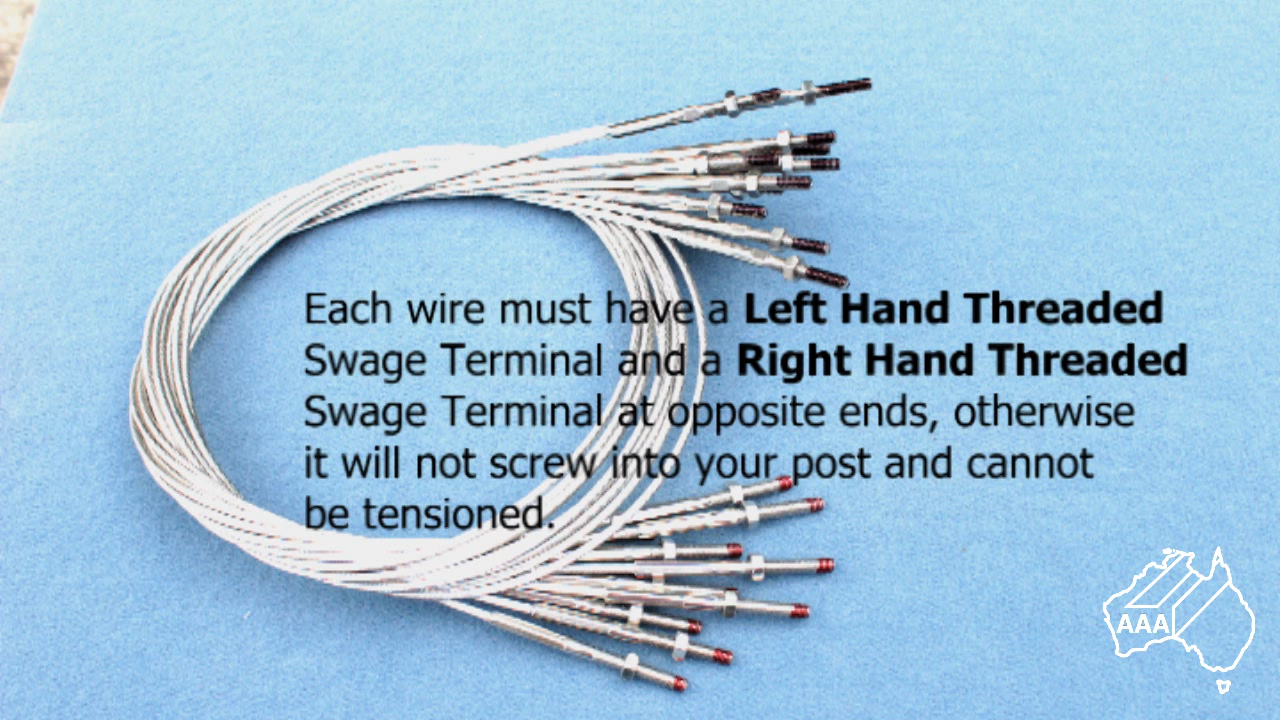 Each wire must have a Left Hand Threaded
Swage Terminal and a Right Hand Threaded
Swage Terminal at opposite ends, otherwise
it will not screw into your post and cannot
be tensioned.
AAA